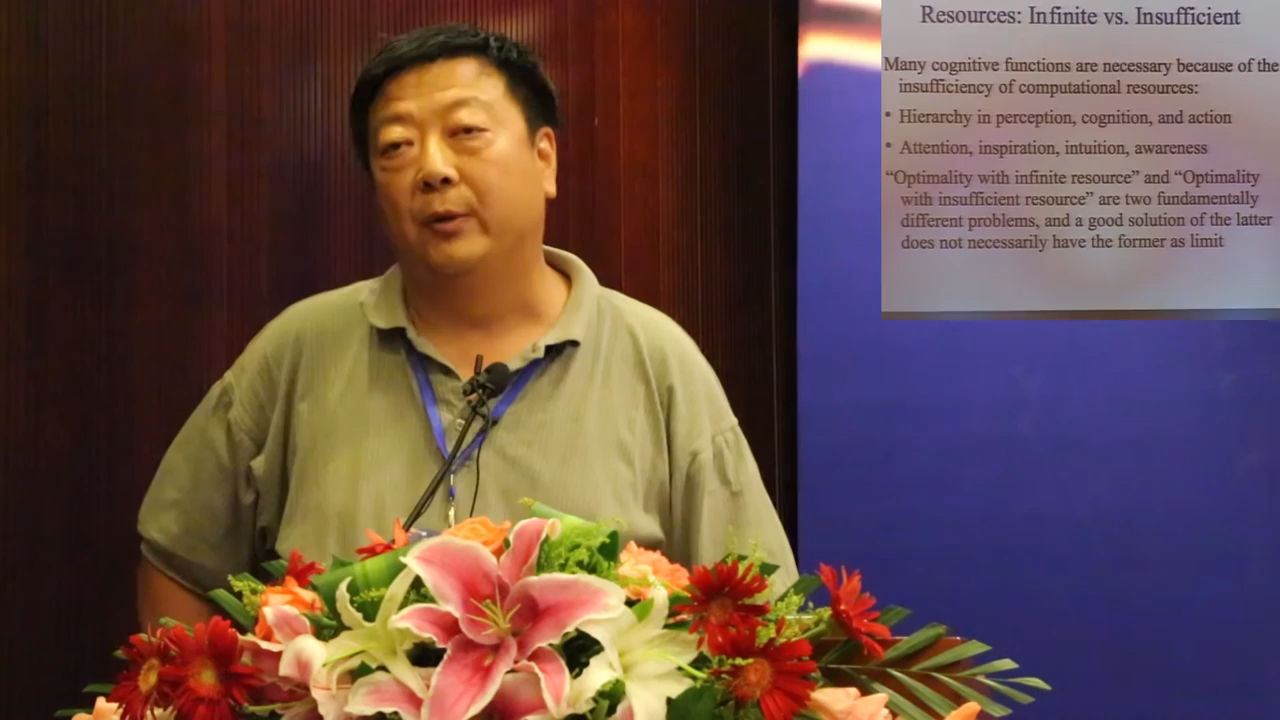 Resources: Infinite vs. Insufficient
Many cognitive functions are necessary because of the
insufficiency of computational resources:
• Hierarchy in perception, cognition, and action
• Attention, inspiration, intuition, awareness
“Optimality with infinite resource” and “Optimality
with insufficient resource” are two fundamentally
different problems, and a good solution of the latter
does not necessarily have the former as limit